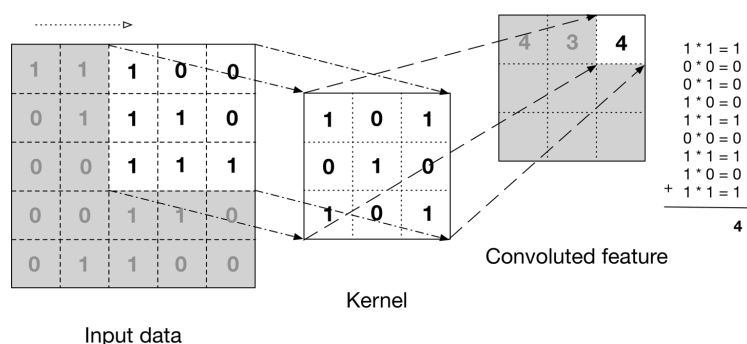 1 1 1 0 0
0 1 1 1 0
0 0 1 1 1
0 0 1 1 0
0 1 1 0 0
Input data
1 0 1
0 1 0
1 0 1
Kernel
4 3 4
Convoluted feature
1 * 1 = 1
0 * 0 = 0
0 * 1 = 0
1 * 0 = 0
1 * 1 = 1
0 * 0 = 0
1 * 1 = 1
1 * 0 = 0
+ 1 * 1 = 1
4